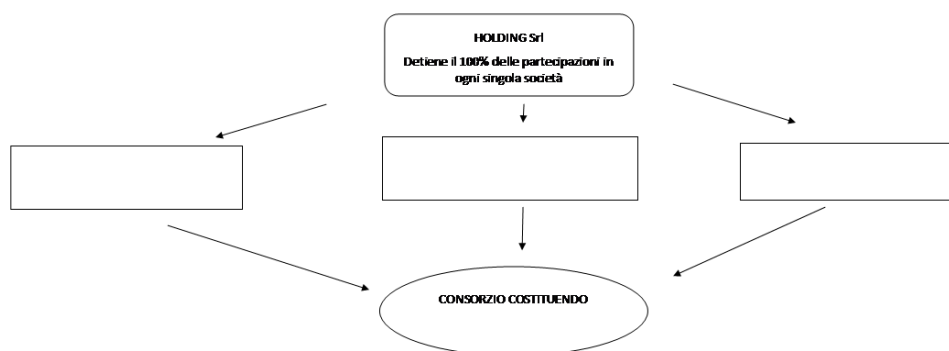 HOLDING Srl
Detiene il 100% delle partecipazioni in
ogni singola società
CONSORZIO COSTITUENDO